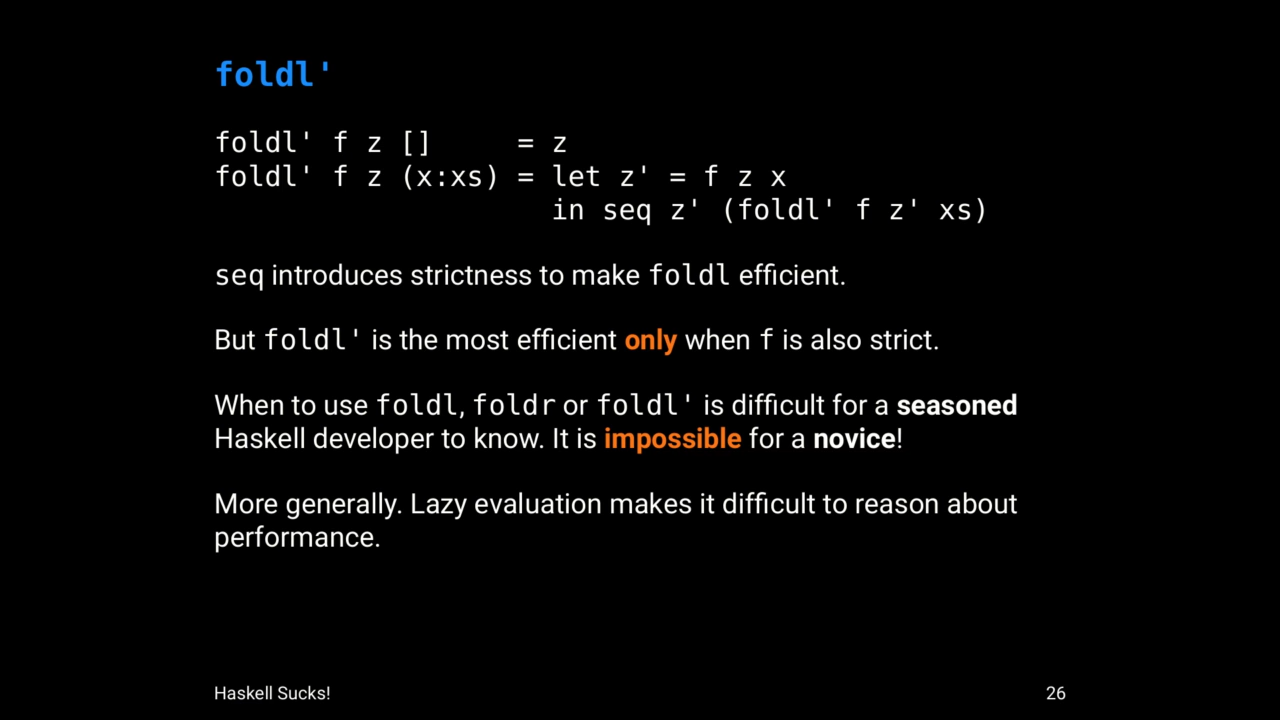 foldl'
foldl' f z []     = z
foldl' f z (x:xs) = let z' = f z x
                    in seq z' (foldl' f z' xs)
seq introduces strictness to make foldl efficient.
But foldl' is the most efficient only when f is also strict.
When to use foldl, foldr or foldl' is difficult for a seasoned
Haskell developer to know. It is impossible for a novice!
More generally. Lazy evaluation makes it difficult to reason about
performance.
Haskell Sucks!
26